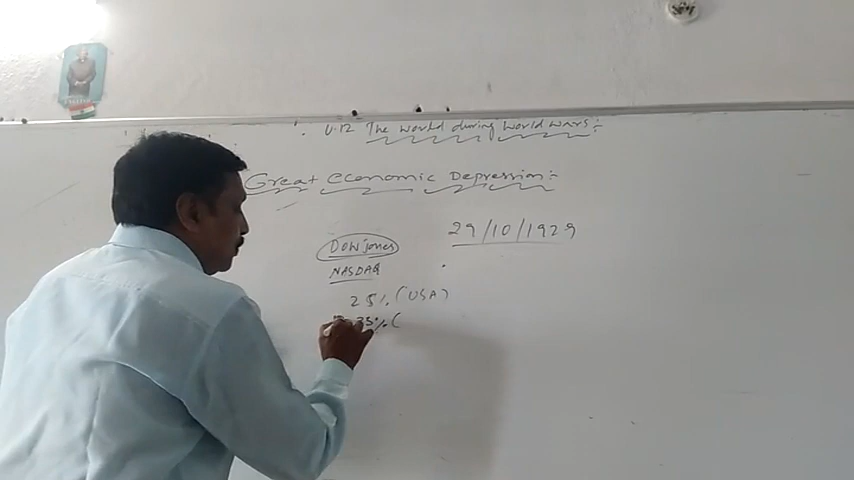 U.12 The world during World Wars:-
Great Economic Depression:-
29/10/1929
DOW Jones
NASDAQ
25% (USA)
35% (